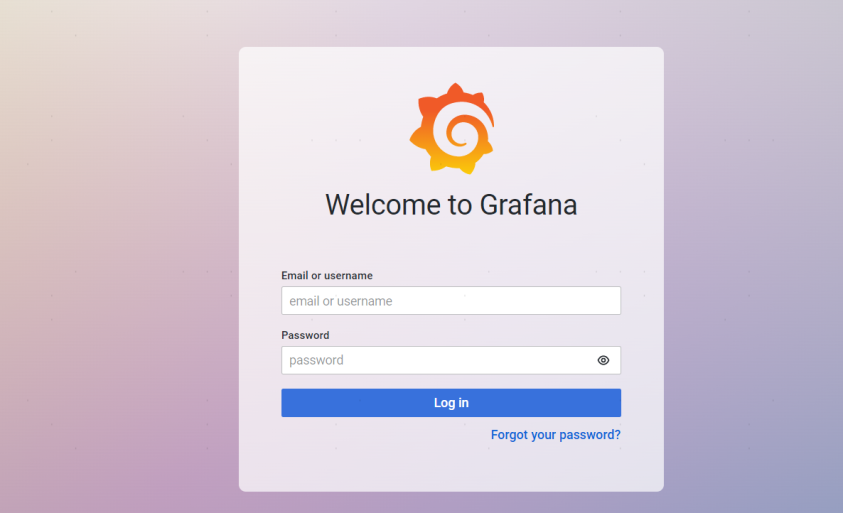 Welcome to Grafana
Email or username
email or username
Password
password
Log in
Forgot your password?